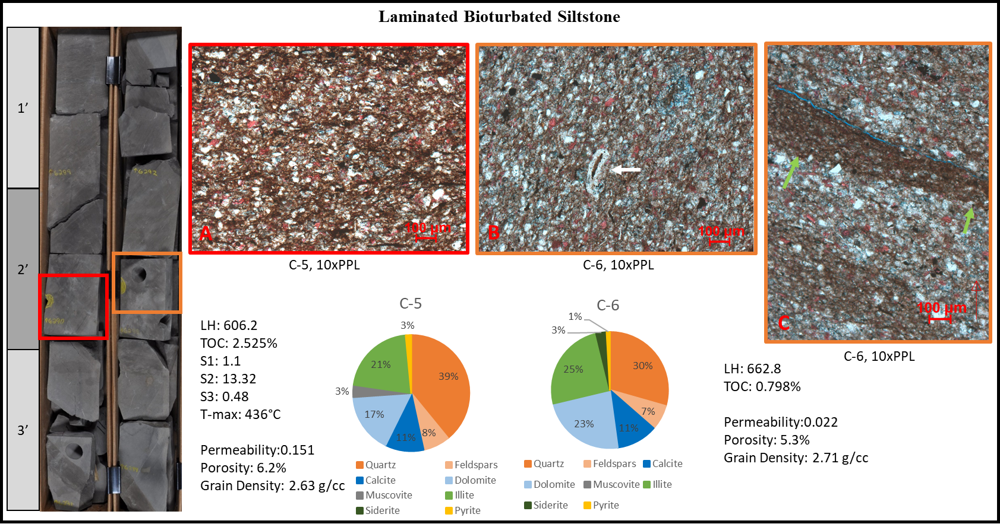 Laminated Bioturbated Siltstone
1’
2’
3’
6289
6292
6290
A
100 µm
C-5, 10xPPL
B
100 µm
C-6, 10xPPL
C
100 µm
C-6, 10xPPL
LH: 606.2
TOC: 2.525%
S1: 1.1
S2: 13.32
S3: 0.48
T-max: 436°C
Permeability:0.151
Porosity: 6.2%
Grain Density: 2.63 g/cc
C-5
3%
39%
8%
11%
17%
3%
21%
Quartz
Feldspars
Calcite
Dolomite
Muscovite
Illite
Siderite
Pyrite
C-6
1%
3%
30%
7%
11%
23%
25%
Quartz
Feldspars
Calcite
Dolomite
Muscovite
Illite
Siderite
Pyrite
LH: 662.8
TOC: 0.798%
Permeability:0.022
Porosity: 5.3%
Grain Density: 2.71 g/cc